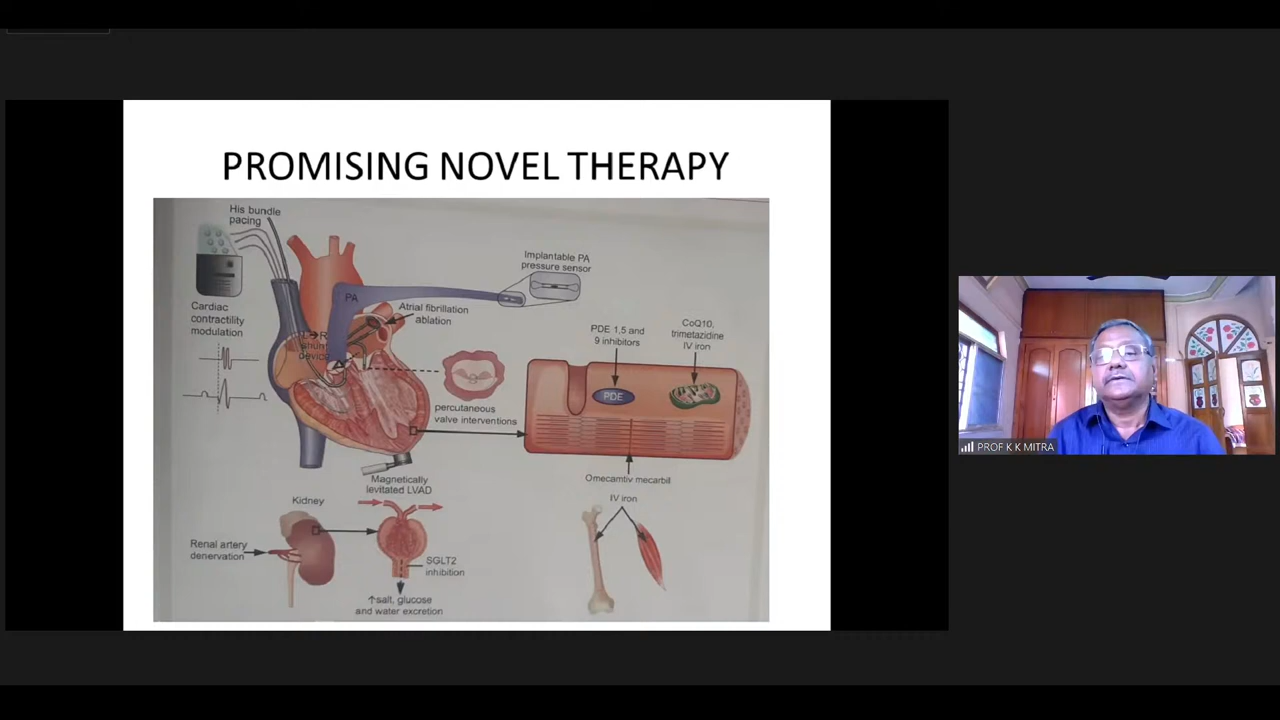 PROMISING NOVEL THERAPY
His bundle
pacing
Cardiac
contractility
modulation
PA
Implantable PA
pressure sensor
Atrial fibrillation
ablation
device
percutaneous
valve interventions
PDE 1,5 and
9 inhibitors
CoQ10,
trimetazidine
IV iron
PDE
Omecamtiv mecarbil
Magnetically
levitated LVAD
Kidney
Renal artery
denervation
SGLT2
inhibition
↑salt, glucose
and water excretion
IV iron
PROF K K MITRA